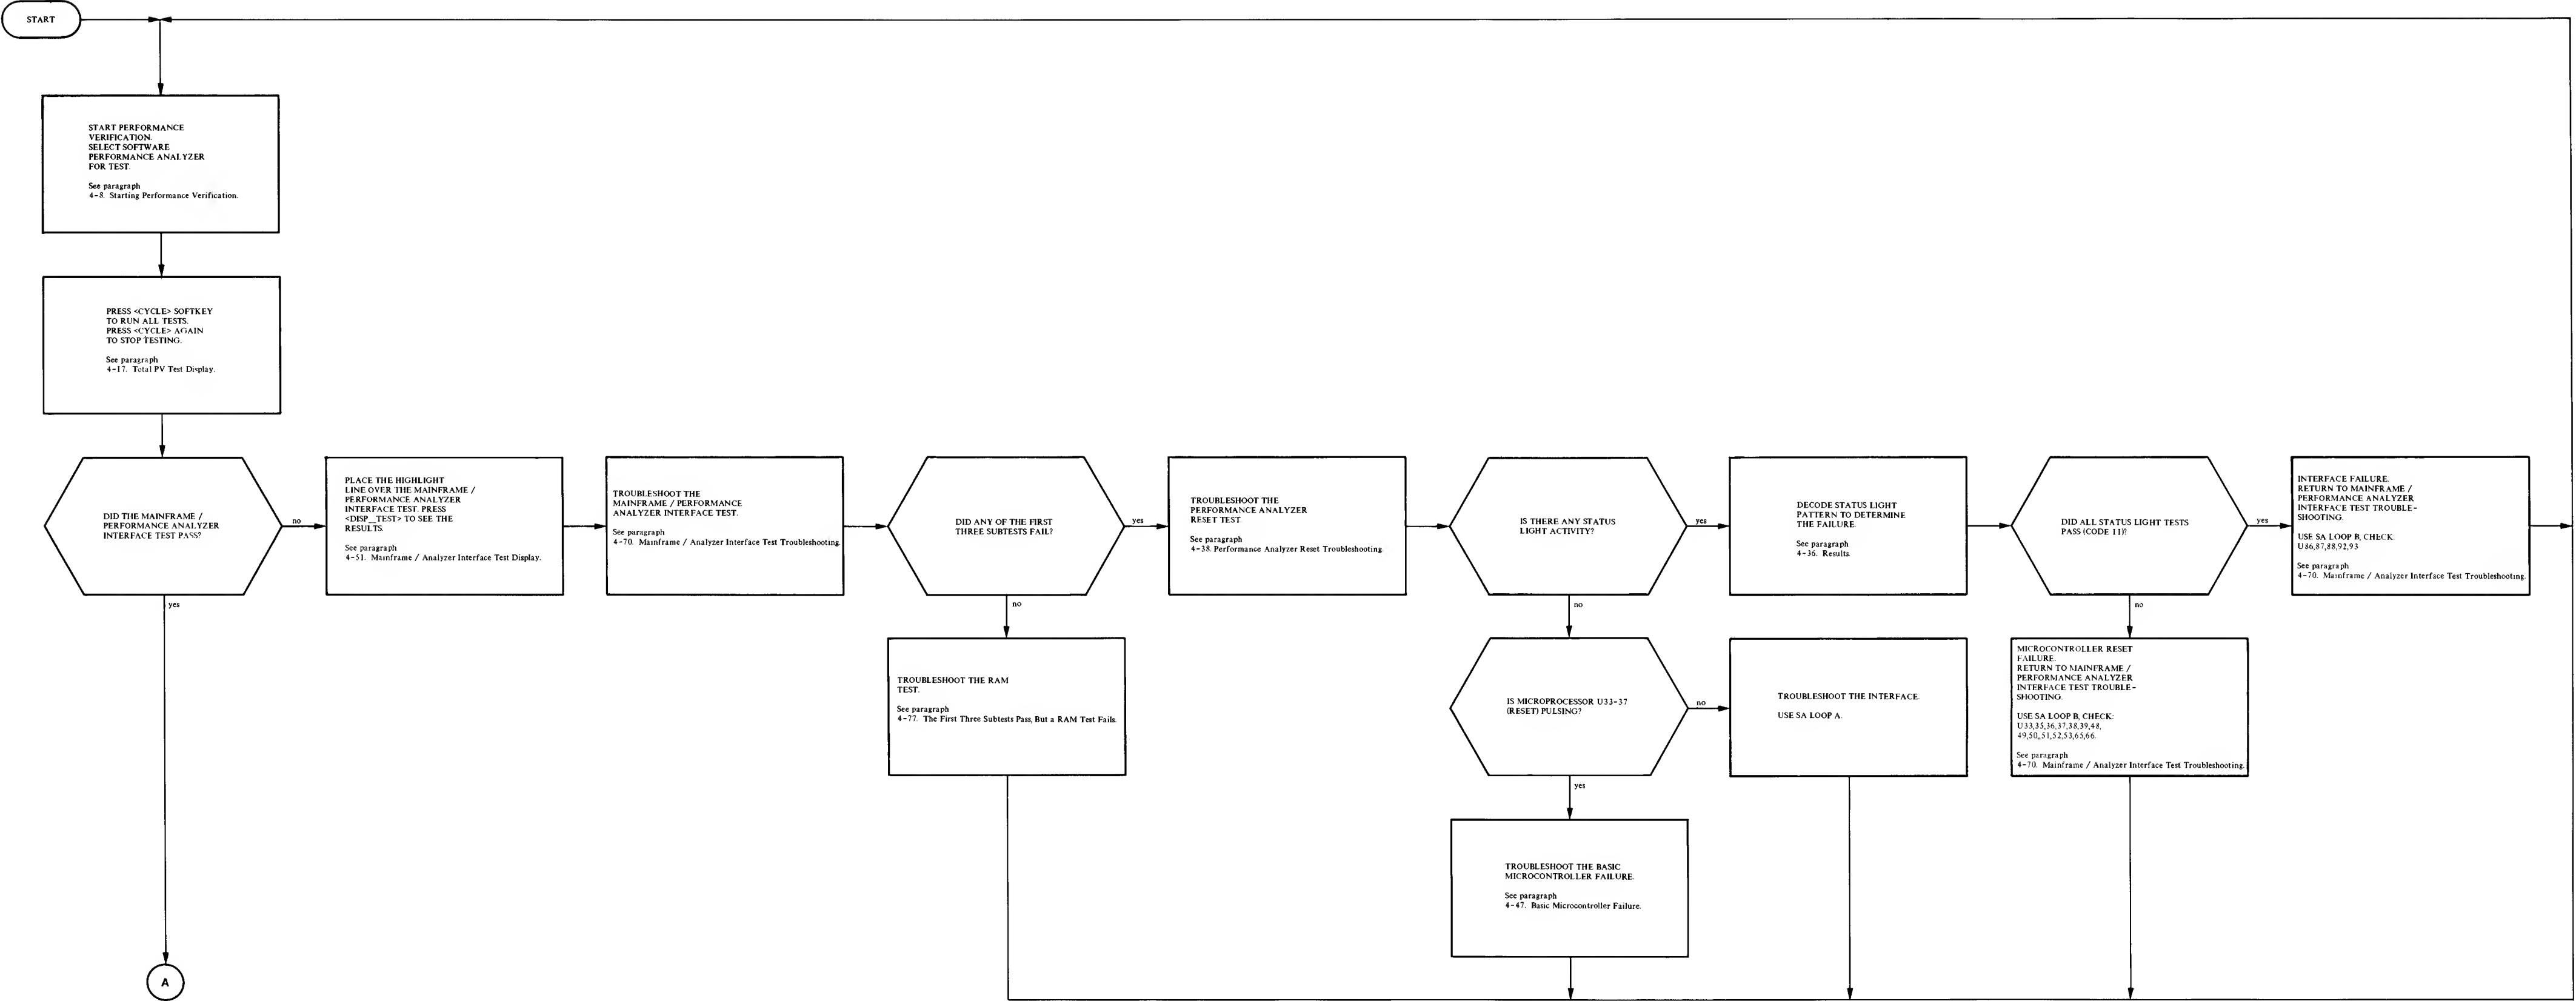 START
START PERFORMANCE
VERIFICATION.
SELECT SOFTWARE
PERFORMANCE ANALYZER
FOR TEST.
See paragraph
4-8. Starting Performance Verification.
PRESS <CYCLE> SOFTKEY
TO RUN ALL TESTS.
PRESS <CYCLE> AGAIN
TO STOP TESTING.
See paragraph
4-17. Total PV Test Display.
DID THE MAINFRAME /
PERFORMANCE ANALYZER
INTERFACE TEST PASS?
no
yes
A
PLACE THE HIGHLIGHT
LINE OVER THE MAINFRAME /
PERFORMANCE ANALYZER
INTERFACE TEST. PRESS
<DISP__TEST> TO SEE THE
RESULTS.
See paragraph
4-51. Mainframe / Analyzer Interface Test Display.
TROUBLESHOOT THE
MAINFRAME / PERFORMANCE
ANALYZER INTERFACE TEST.
See paragraph
4-70. Mainframe / Analyzer Interface Test Troubleshooting.
DID ANY OF THE FIRST
THREE SUBTESTS FAIL?
yes
no
TROUBLESHOOT THE RAM
TEST.
See paragraph
4-77. The First Three Subtests Pass, But a RAM Test Fails.
TROUBLESHOOT THE
PERFORMANCE ANALYZER
RESET TEST.
See paragraph
4-38. Performance Analyzer Reset Troubleshooting.
IS THERE ANY STATUS
LIGHT ACTIVITY?
yes
no
IS MICROPROCESSOR U33-37
(RESET) PULSING?
no
yes
TROUBLESHOOT THE BASIC
MICROCONTROLLER FAILURE.
See paragraph
4-47. Basic Microcontroller Failure.
DECODE STATUS LIGHT
PATTERN TO DETERMINE
THE FAILURE.
See paragraph
4-36. Results.
TROUBLESHOOT THE INTERFACE.
USE SA LOOP A.
DID ALL STATUS LIGHT TESTS
PASS (CODE 11)?
yes
no
MICROCONTROLLER RESET
FAILURE.
RETURN TO MAINFRAME /
PERFORMANCE ANALYZER
INTERFACE TEST TROUBLE-
SHOOTING.
USE SA LOOP B, CHECK:
U33,35,36,37,38,39,48,
49,50,,51,52,53,65,66.
See paragraph
4-70. Mainframe / Analyzer Interface Test Troubleshooting.
INTERFACE FAILURE.
RETURN TO MAINFRAME /
PERFORMANCE ANALYZER
INTERFACE TEST TROUBLE-
SHOOTING.
USE SA LOOP B, CHECK:
U86,87,88,92,93
See paragraph
4-70. Mainframe / Analyzer Interface Test Troubleshooting.